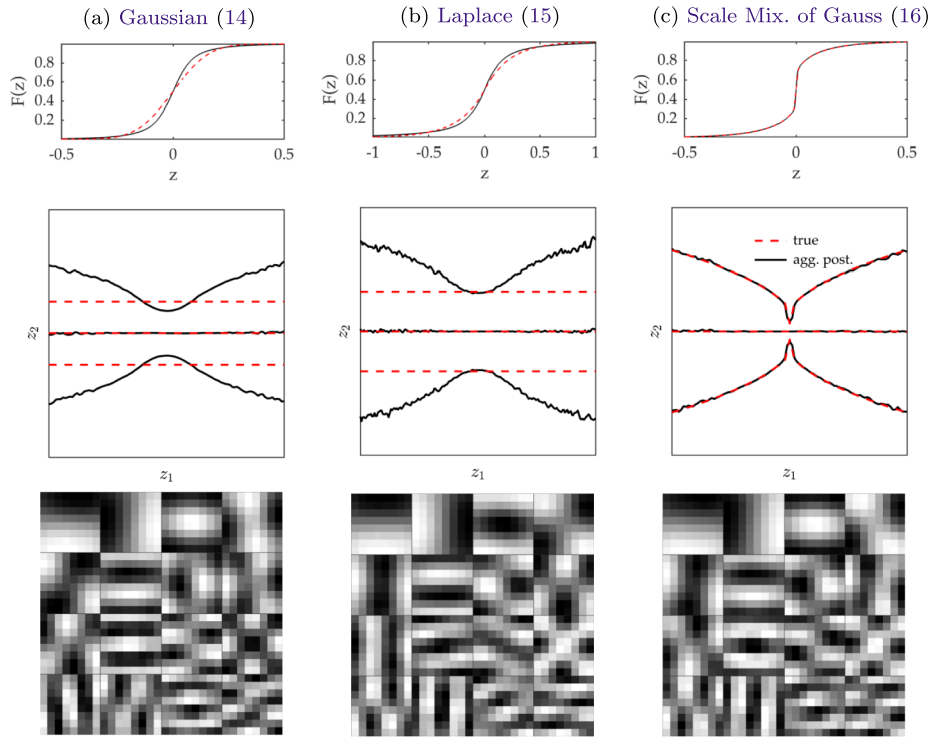 (a) Gaussian (14)
(b) Laplace (15)
(c) Scale Mix. of Gauss (16)
F(z)
0.8
0.6
0.4
0.2
-0.5
0
0.5
z
F(z)
0.8
0.6
0.4
0.2
-1
-0.5
0
0.5
1
z
F(z)
0.8
0.6
0.4
0.2
-0.5
0
0.5
z
z2
z1
z2
z1
true
agg. post.
z2
z1